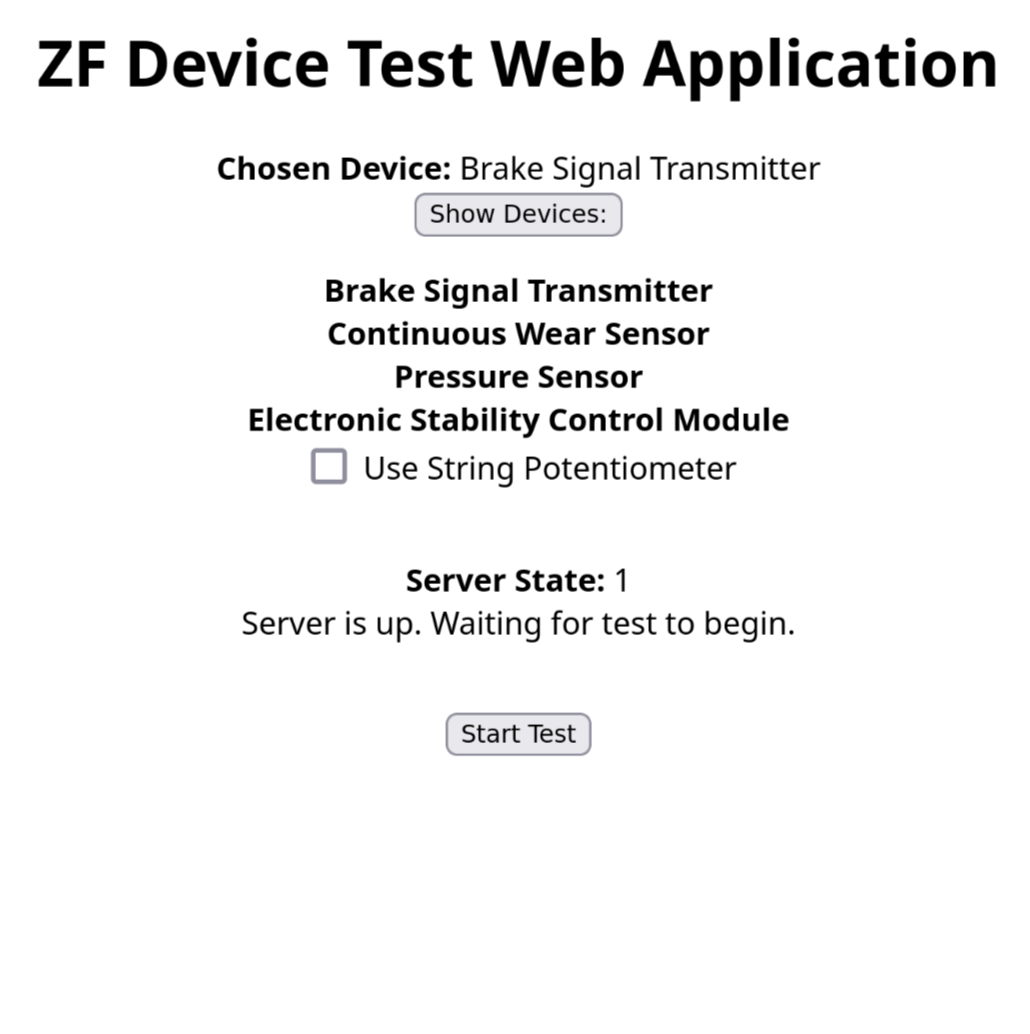 ZF Device Test Web Application
Chosen Device: Brake Signal Transmitter
Show Devices:
Brake Signal Transmitter
Continuous Wear Sensor
Pressure Sensor
Electronic Stability Control Module
Use String Potentiometer
Server State: 1
Server is up. Waiting for test to begin.
Start Test